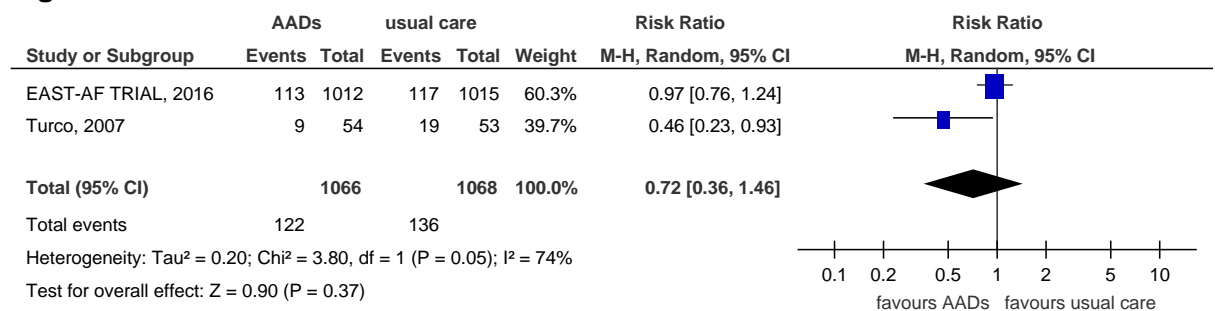 AADs usual care Risk Ratio Risk Ratio
Study or Subgroup Events Total Events Total Weight M-H, Random, 95% CI M-H, Random, 95% CI
EAST-AF TRIAL, 2016 113 1012 117 1015 60.3% 0.97 [0.76, 1.24]
Turco, 2007 9 54 19 53 39.7% 0.46 [0.23, 0.93]
Total (95% CI) 1066 1068 100.0% 0.72 [0.36, 1.46]
Total events 122 136
Heterogeneity: Tau² = 0.20; Chi² = 3.80, df = 1 (P = 0.05); I² = 74%
Test for overall effect: Z = 0.90 (P = 0.37)
0.1 0.2 0.5 1 2 5 10
favours AADs favours usual care